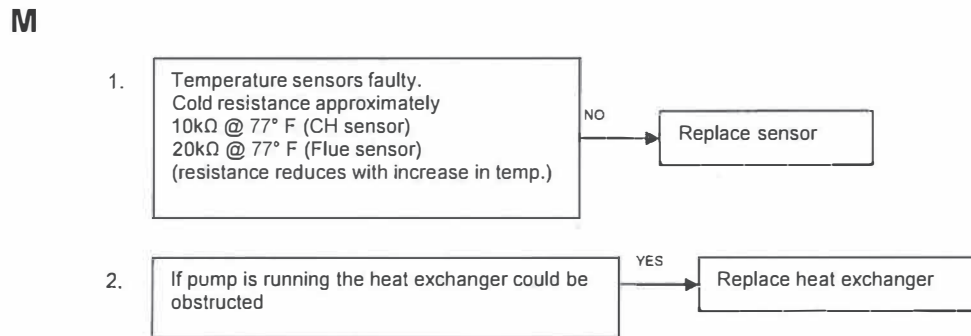 M
1.
Temperature sensors faulty.
Cold resistance approximately
10kΩ @ 77° F (CH sensor)
20kΩ @ 77° F (Flue sensor)
(resistance reduces with increase in temp.)
NO
Replace sensor
2.
If pump is running the heat exchanger could be
obstructed
YES
Replace heat exchanger